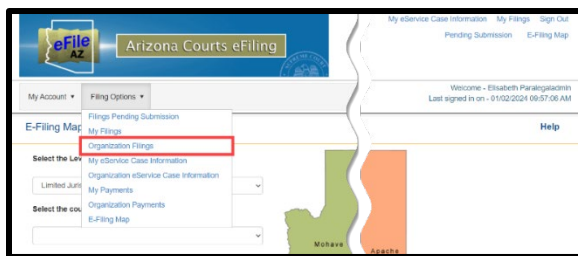 My eService Case Information My Filings Sign Out
Pending Submission E-Filing Map
eFile
AZ
Arizona Courts eFiling
My Account Filing Options
Welcome - Elisabeth Paralegaladmin
Last signed in on - 01/02/2024 09:57:06 AM
E-Filing Map
Help
Filings Pending Submission
My Filings
Organization Filings
My eService Case Information
Organization eService Case Information
My Payments
Organization Payments
E-Filing Map
Select the Lev
Limited Juris
Select the cou
Mohave
Apache